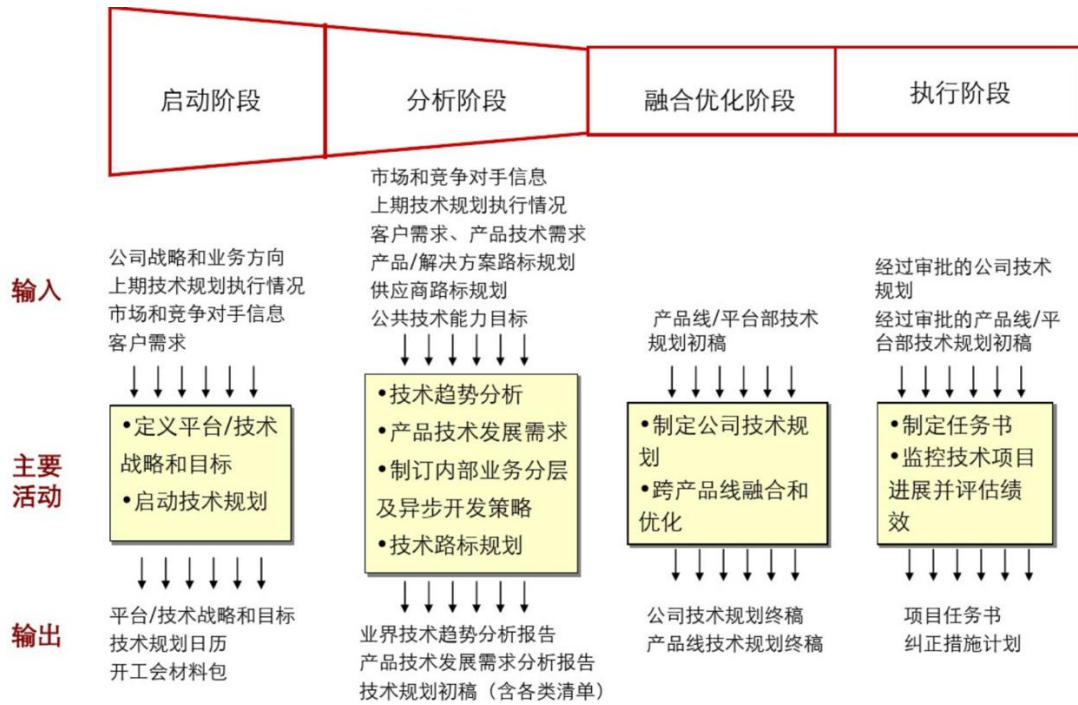 启动阶段
分析阶段
融合优化阶段
执行阶段
输入
公司战略和业务方向
上期技术规划执行情况
市场和竞争对手信息
客户需求
市场和竞争对手信息
上期技术规划执行情况
客户需求、产品技术需求
产品/解决方案路标规划
供应商路标规划
公共技术能力目标
产品线/平台部技术
规划初稿
经过审批的公司技术
规划
经过审批的产品线/平
台部技术规划初稿
主要
活动
•定义平台/技术
战略和目标
•启动技术规划
•技术趋势分析
•产品技术发展需求
•制订内部业务分层
及异步开发策略
•技术路标规划
•制定公司技术规
划
•跨产品线融合和
优化
•制定任务书
•监控技术项目
进展并评估绩
效
输出
平台/技术战略和目标
技术规划日历
开工会材料包
业界技术趋势分析报告
产品技术发展需求分析报告
技术规划初稿（含各类清单）
公司技术规划终稿
产品线技术规划终稿
项目任务书
纠正措施计划